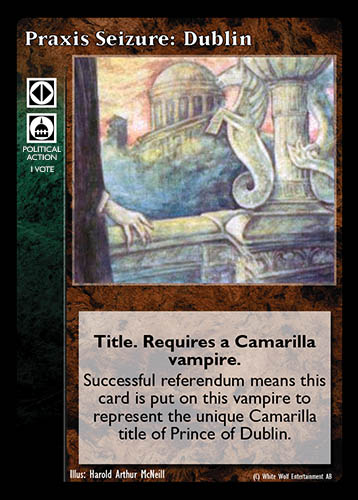 Praxis Seizure: Dublin
POLITICAL
ACTION
1 VOTE
Title. Requires a Camarilla
vampire.
Successful referendum means this
card is put on this vampire to
represent the unique Camarilla
title of Prince of Dublin.
Illus: Harold Arthur McNeill
(C) White Wolf Entertainment AB